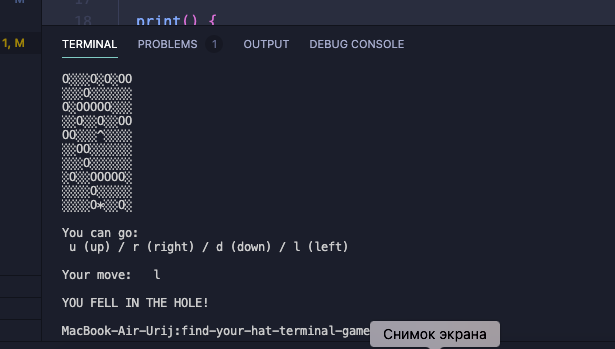 M
17
18 print() {
1, M
TERMINAL PROBLEMS 1 OUTPUT DEBUG CONSOLE
O░░░O░O░OO
░░░O░░░░░░
O░OOOOO░░░
░░O░░O░░OO
OO░░░^░░░░
░░OO░░░░░░
░░░O░░░░░░
░O░░OOOOO░
░░░░O░░░░░
░░░░O*░░O░
You can go:
u (up) / r (right) / d (down) / l (left)
Your move: l
YOU FELL IN THE HOLE!
MacBook-Air-Urij:find-your-hat-terminal-game
Снимок экрана